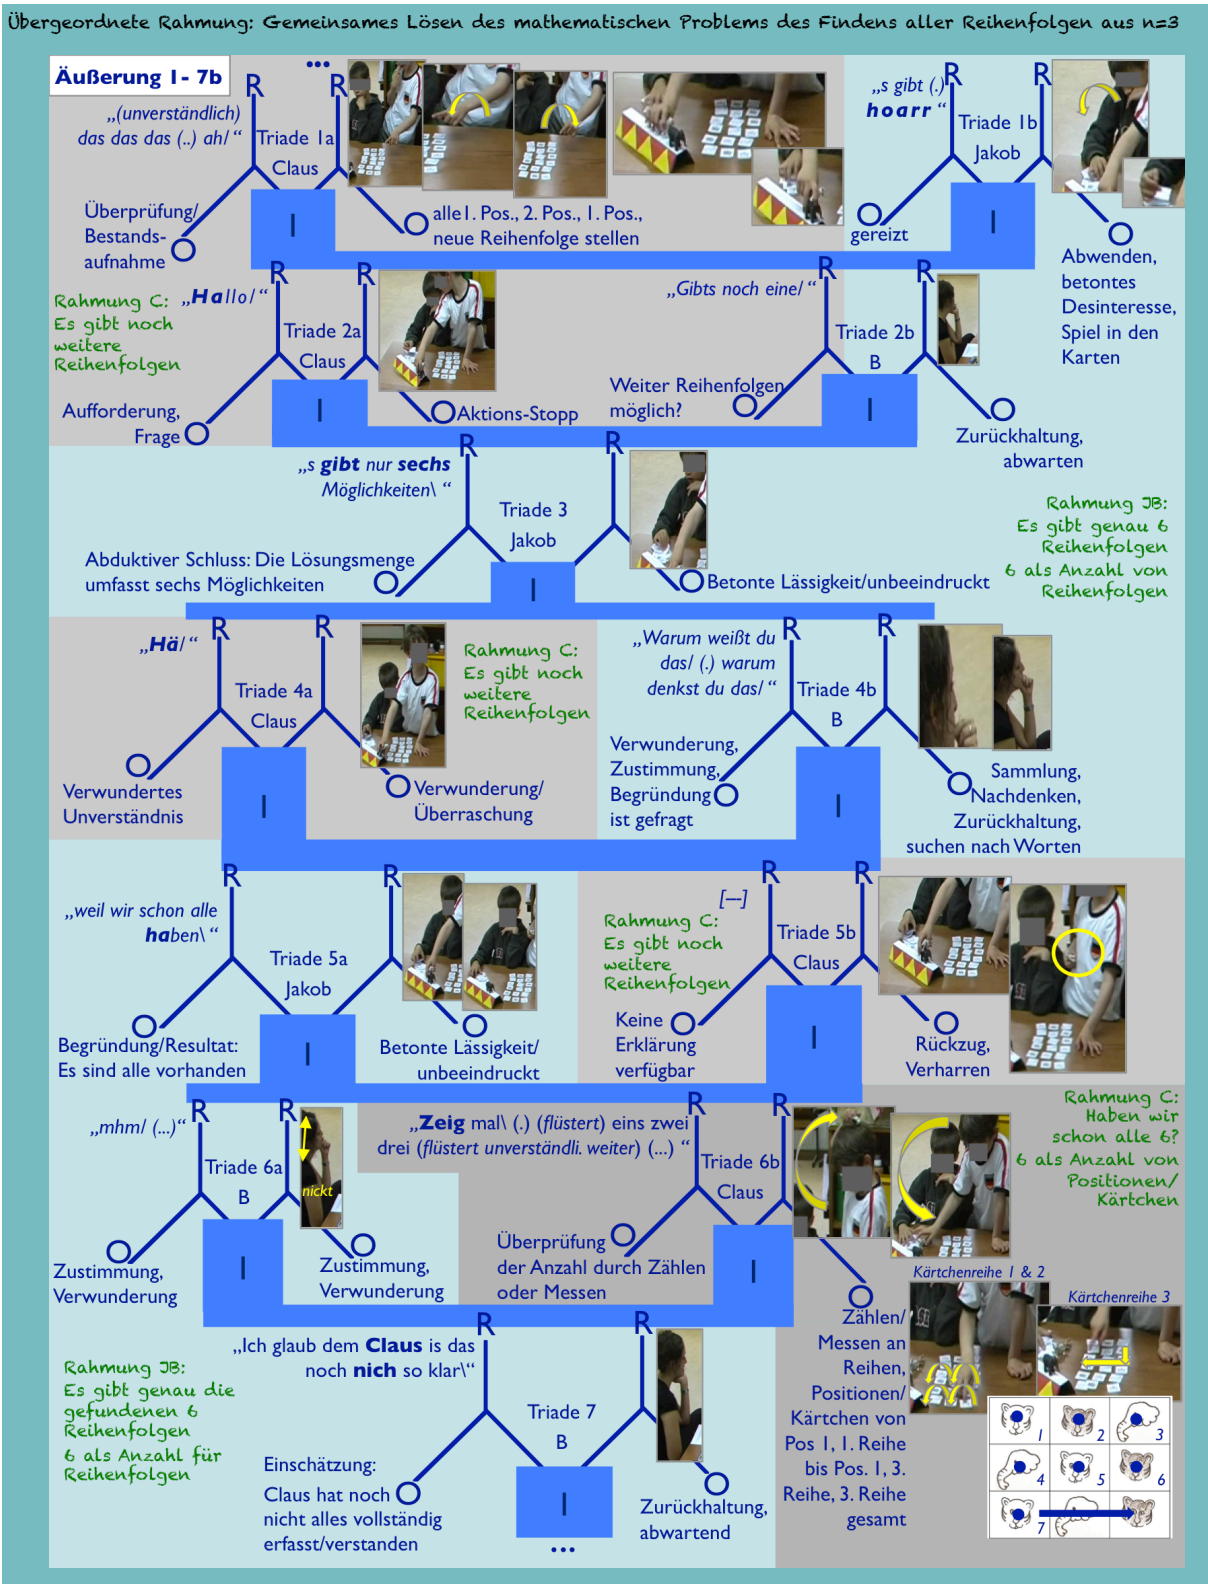 Übergeordnete Rahmung: Gemeinsames Lösen des mathematischen Problems des Findens aller Reihenfolgen aus n=3
Äußerung 1- 7b
...
R
R
„(unverständlich)
das das das (..) ah/ “
Triade 1a
Claus
Überprüfung/
Bestands-
aufnahme
I
alle1. Pos., 2. Pos., 1. Pos.,
neue Reihenfolge stellen
R
R
„s gibt (.)
hoarr “
Triade 1b
Jakob
gereizt
I
Abwenden,
betontes
Desinteresse,
Spiel in den
Karten
Rahmung C:
Es gibt noch
weitere
Reihenfolgen
R
R
„Hallo/ “
Triade 2a
Claus
Aufforderung,
Frage
I
Aktions-Stopp
R
R
„Gibts noch eine/ “
Triade 2b
B
Weiter Reihenfolgen
möglich?
I
Zurückhaltung,
abwarten
R
R
„s gibt nur sechs
Möglichkeiten\ “
Triade 3
Jakob
Abduktiver Schluss: Die Lösungsmenge
umfasst sechs Möglichkeiten
I
Betonte Lässigkeit/unbeeindruckt
Rahmung JB:
Es gibt genau 6
Reihenfolgen
6 als Anzahl von
Reihenfolgen
R
R
„Hä/ “
Triade 4a
Claus
Verwundertes
Unverständnis
I
Verwunderung/
Überraschung
Rahmung C:
Es gibt noch
weitere
Reihenfolgen
R
R
„Warum weißt du
das/ (.) warum
denkst du das/ “
Triade 4b
B
Verwunderung,
Zustimmung,
Begründung
ist gefragt
I
Sammlung,
Nachdenken,
Zurückhaltung,
suchen nach Worten
R
R
„weil wir schon alle
haben\ “
Triade 5a
Jakob
Begründung/Resultat:
Es sind alle vorhanden
I
Betonte Lässigkeit/
unbeeindruckt
R
R
[---]
Rahmung C:
Es gibt noch
weitere
Reihenfolgen
Triade 5b
Claus
Keine
Erklärung
verfügbar
I
Rückzug,
Verharren
R
R
„mhm/ (...)“
Triade 6a
B
nickt
Zustimmung,
Verwunderung
I
Zustimmung,
Verwunderung
R
R
„Zeig mal\ (.) (flüstert) eins zwei
drei (flüstert unverständli. weiter) (...) “
Triade 6b
Claus
Überprüfung
der Anzahl durch Zählen
oder Messen
I
Rahmung C:
Haben wir
schon alle 6?
6 als Anzahl von
Positionen/
Kärtchen
Kärtchenreihe 1 & 2
Kärtchenreihe 3
Zählen/
Messen an
Reihen,
Positionen/
Kärtchen von
Pos 1, 1. Reihe
bis Pos. 1, 3.
Reihe, 3. Reihe
gesamt
1
2
3
4
5
6
7
Rahmung JB:
Es gibt genau die
gefundenen 6
Reihenfolgen
6 als Anzahl für
Reihenfolgen
R
R
„Ich glaub dem Claus is das
noch nich so klar\“
Triade 7
B
Einschätzung:
Claus hat noch
nicht alles vollständig
erfasst/verstanden
I
Zurückhaltung,
abwartend
...